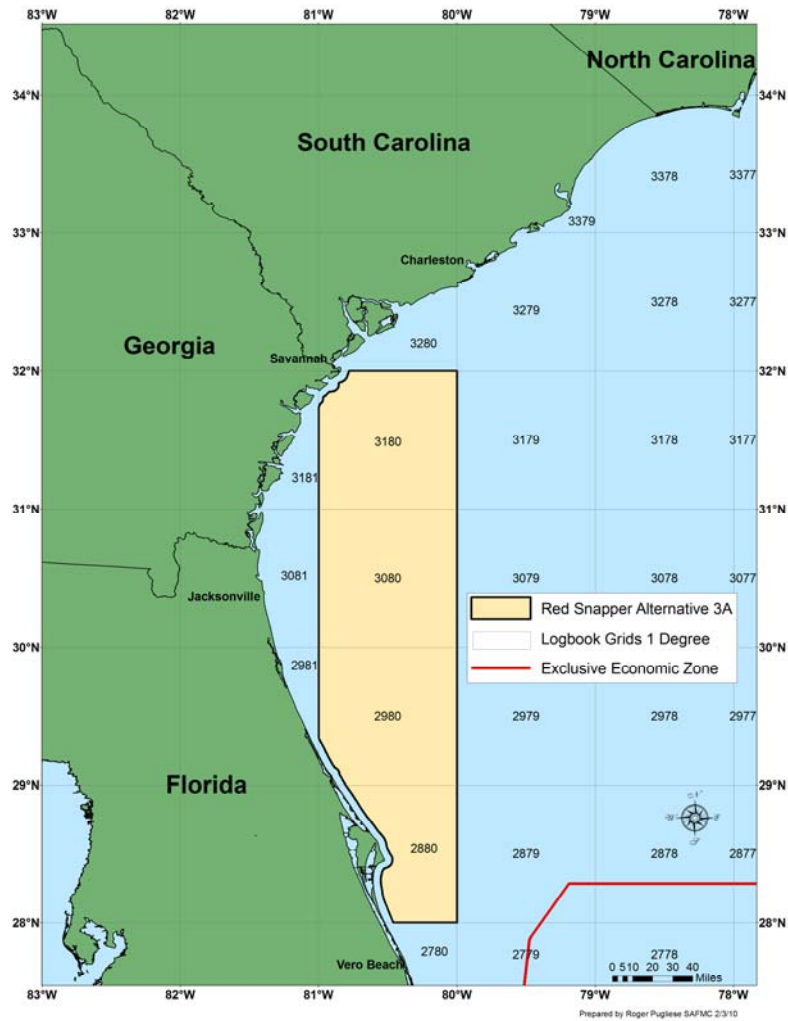 83°W 82°W 81°W 80°W 79°W 78°W
North Carolina
34°N 34°N
South Carolina
3378 3377
33°N 3379 33°N
Charleston
3279 3278 3277
Georgia
3280
Savannah
32°N 32°N
3180 3179 3178 3177
3181
31°N 31°N
3081 3080 3079 3078 3077
Jacksonville
Red Snapper Alternative 3A
Logbook Grids 1 Degree
Exclusive Economic Zone
30°N 30°N
2981
2980 2979 2978 2977
Florida
29°N 29°N
2880 2879 2878 2877
28°N 28°N
2780 2779 2778
Vero Beach
0 5 10 20 30 40
Miles
83°W 82°W 81°W 80°W 79°W 78°W
Prepared by Roger Pugliese SAFMC 2/3/10